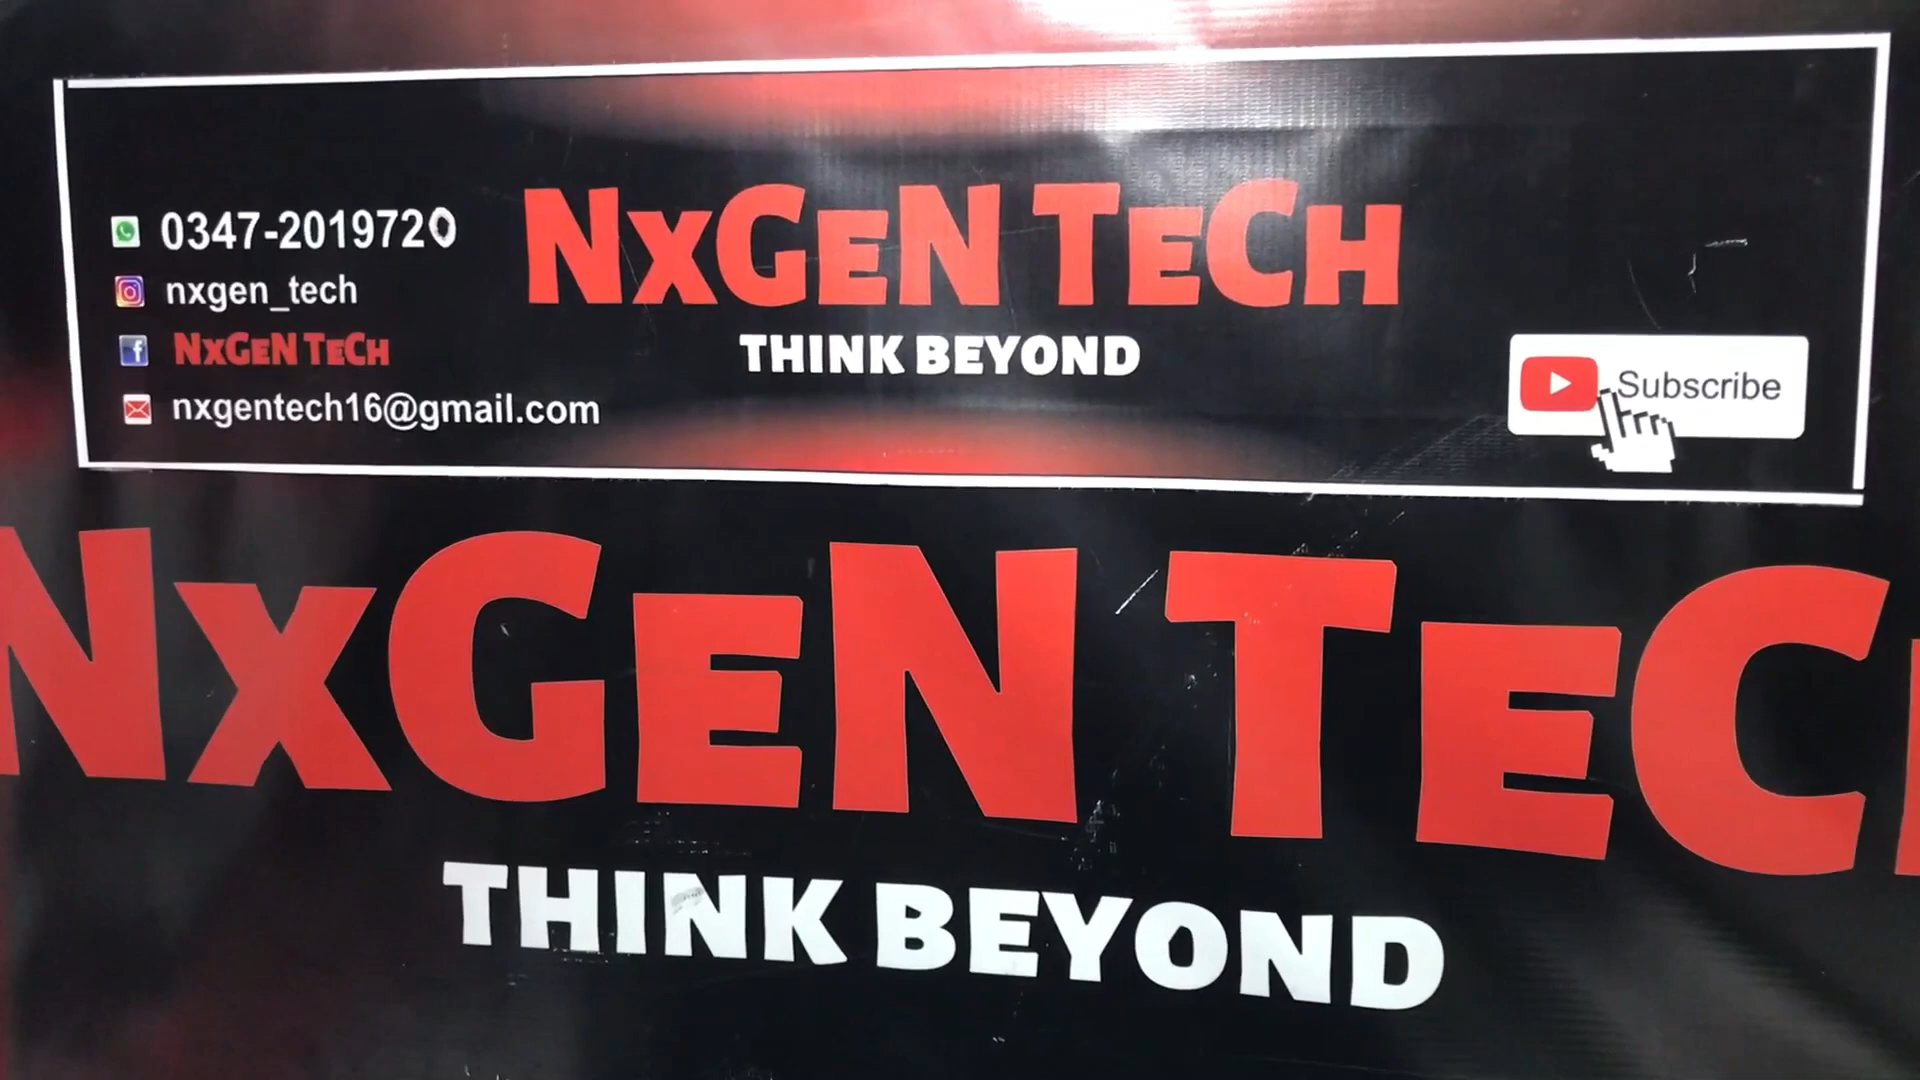 0347-2019720
nxgen_tech
NxGeN TeCH
nxgentech16@gmail.com
NxGeN TeCH
THINK BEYOND
Subscribe
NxGeN TeC
THINK BEYOND